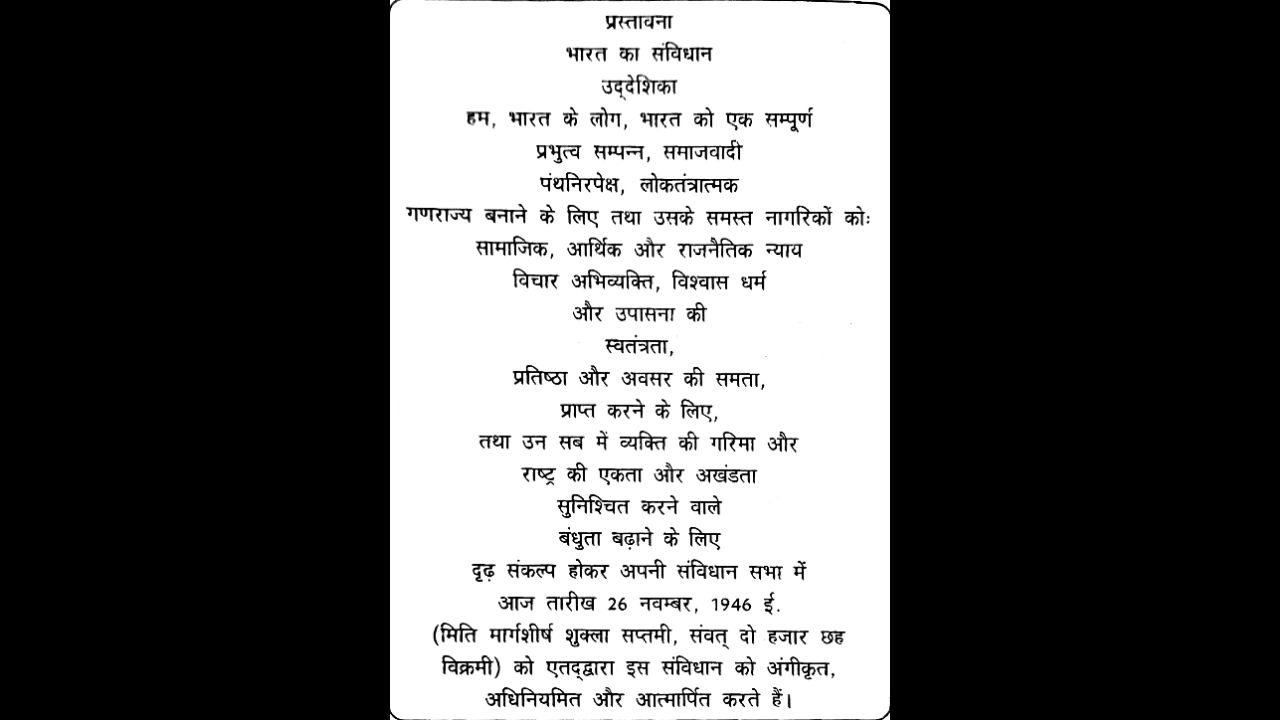 प्रस्तावना
भारत का संविधान
उद्देशिका
हम, भारत के लोग, भारत को एक सम्पूर्ण
प्रभुत्व सम्पन्न, समाजवादी
पंथनिरपेक्ष, लोकतंत्रात्मक
गणराज्य बनाने के लिए तथा उसके समस्त नागरिकों कोः
सामाजिक, आर्थिक और राजनैतिक न्याय
विचार अभिव्यक्ति, विश्वास धर्म
और उपासना की
स्वतंत्रता,
प्रतिष्ठा और अवसर की समता,
प्राप्त करने के लिए,
तथा उन सब में व्यक्ति की गरिमा और
राष्ट्र की एकता और अखंडता
सुनिश्चित करने वाले
बंधुता बढ़ाने के लिए
दृढ़ संकल्प होकर अपनी संविधान सभा में
आज तारीख 26 नवम्बर, 1946 ई.
(मिति मार्गशीर्ष शुक्ला सप्तमी, संवत् दो हजार छह
विक्रमी) को एतद्द्वारा इस संविधान को अंगीकृत,
अधिनियमित और आत्मार्पित करते हैं।